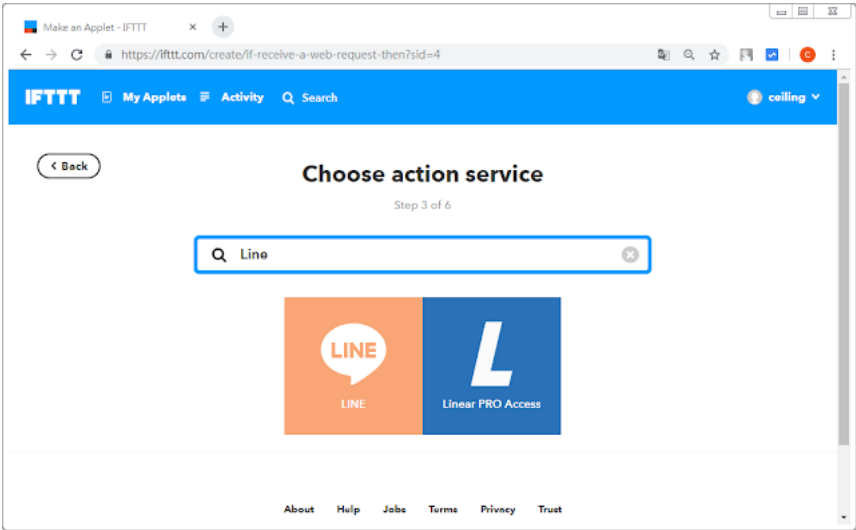 Make an Applet - IFTTT
https://ifttt.com/create/if-receive-a-web-request-then?sid=4
C
IFTTT My Applets Activity Search ceiling
Back
Choose action service
Step 3 of 6
Line
LINE
LINE
L
Linear PRO Access
About Help Jobs Terms Privacy Trust